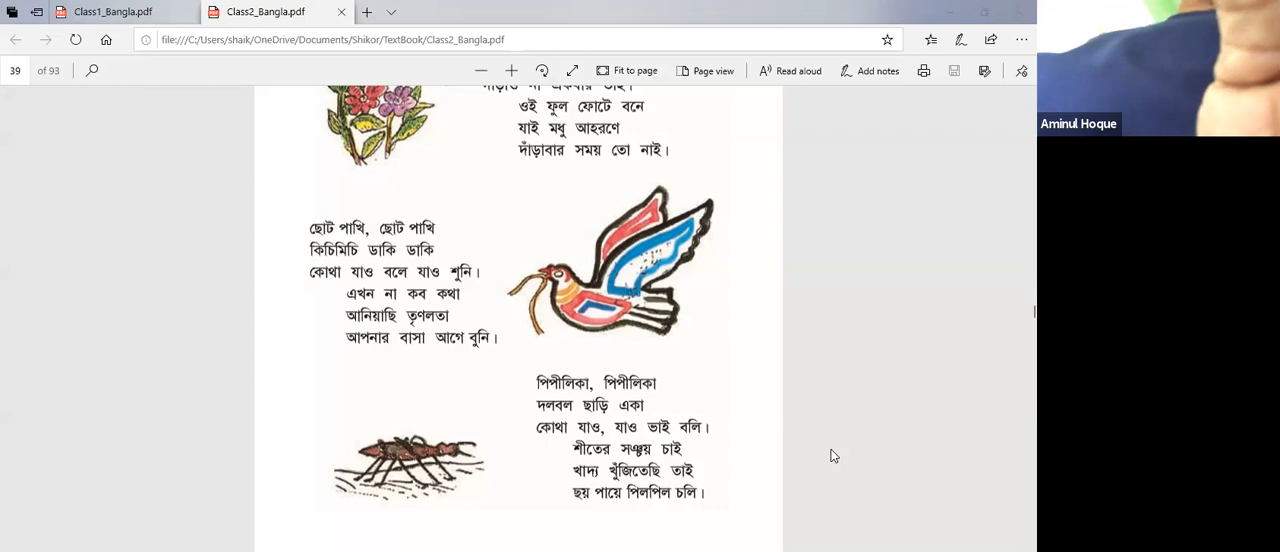 Class1_Bangla.pdf
Class2_Bangla.pdf
file:///C:/Users/shaik/OneDrive/Documents/Shikor/TextBook/Class2_Bangla.pdf
39 of 93
Fit to page
Page view
Read aloud
Add notes
Aminul Hoque
ওই ফুল ফোটে বনে
যাই মধু আহরণে
দাঁড়াবার সময় তো নাই।
ছোট পাখি, ছোট পাখি
কিচিমিচি ডাকি ডাকি
কোথা যাও বলে যাও শুনি।
এখন না কব কথা
আনিয়াছি তৃণলতা
আপনার বাসা আগে বুনি।
পিপীলিকা, পিপীলিকা
দলবল ছাড়ি একা
কোথা যাও, যাও ভাই বলি।
শীতের সঞ্চয় চাই
খাদ্য খুঁজিতেছি তাই
ছয় পায়ে পিলপিল চলি।